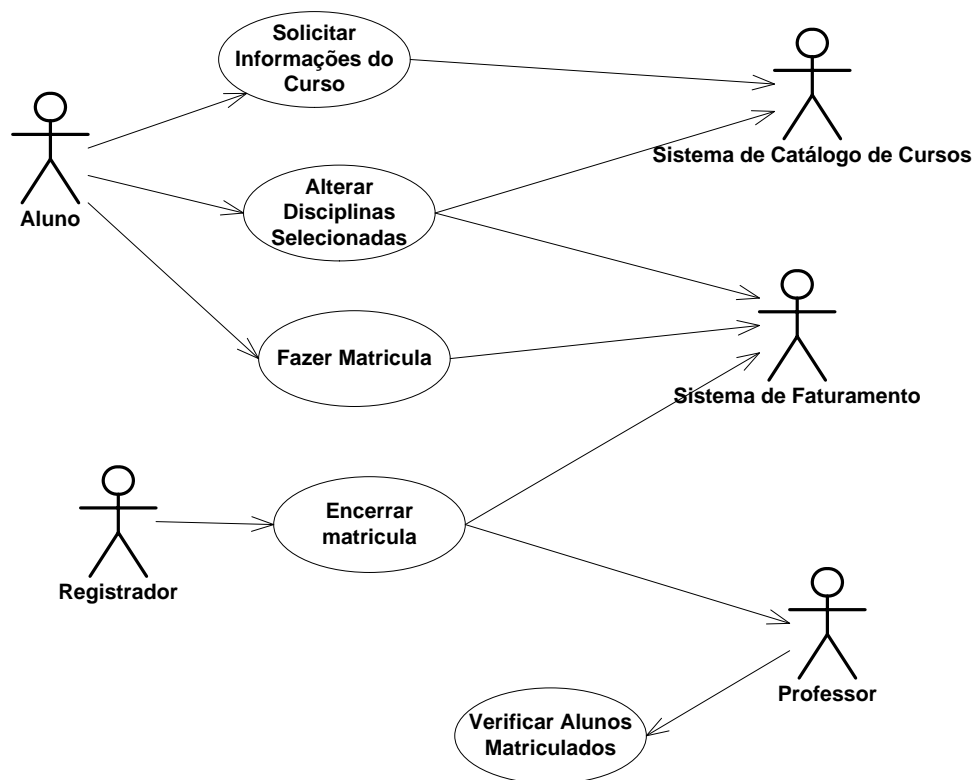 Solicitar
Informações do
Curso
Sistema de Catálogo de Cursos
Aluno
Alterar
Disciplinas
Selecionadas
Fazer Matricula
Sistema de Faturamento
Encerrar
matricula
Registrador
Professor
Verificar Alunos
Matriculados